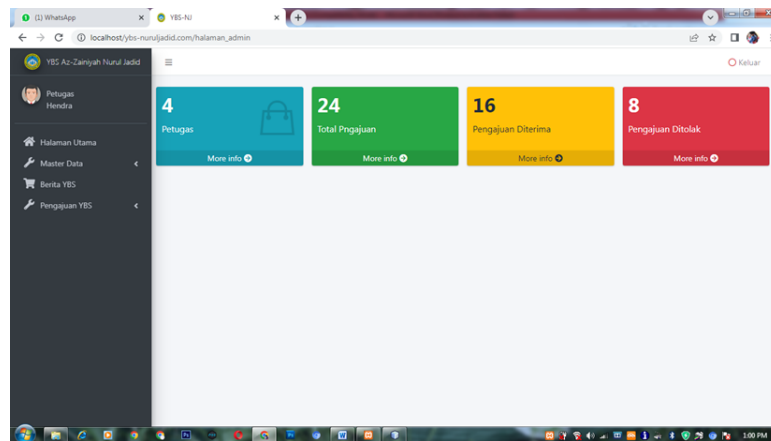 (1) WhatsApp
YBS-NJ
localhost/ybs-nuruljadid.com/halaman_admin
YBS Az-Zainiyah Nurul Jadid
Keluar
Petugas
Hendra
Halaman Utama
Master Data
Berita YBS
Pengajuan YBS
4
Petugas
More info
24
Total Pngajuan
More info
16
Pengajuan Diterima
More info
8
Pengajuan Ditolak
More info
1:00 PM